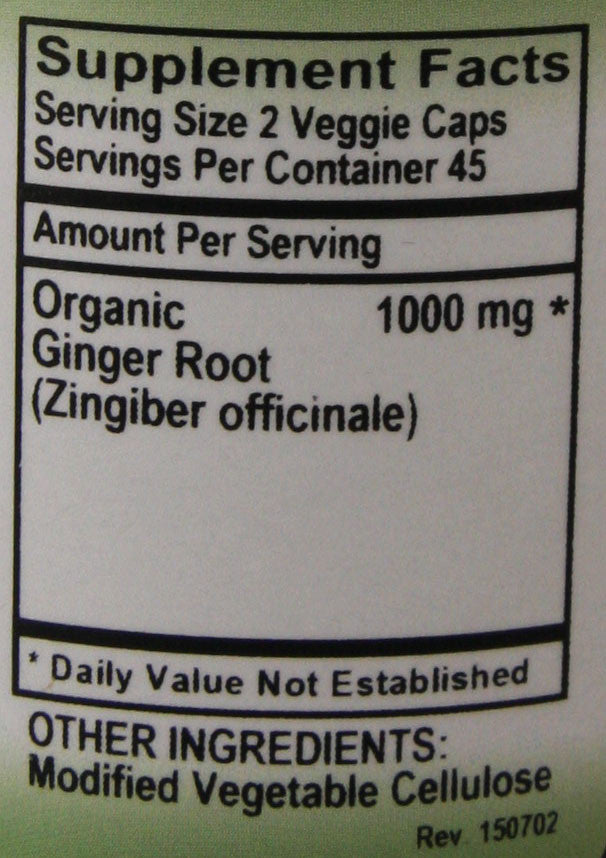 Supplement Facts
Serving Size 2 Veggie Caps
Servings Per Container 45
Amount Per Serving
Organic 1000 mg *
Ginger Root
(Zingiber officinale)
* Daily Value Not Established
OTHER INGREDIENTS:
Modified Vegetable Cellulose
Rev. 150702